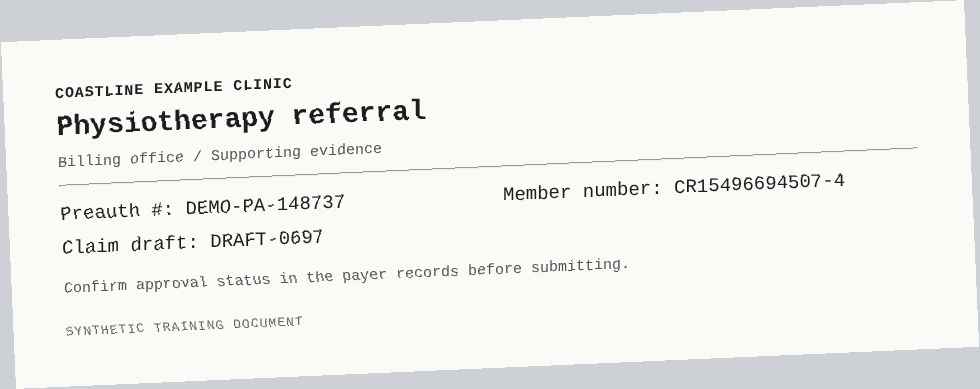 COASTLINE EXAMPLE CLINIC
Physiotherapy referral
Billing office / Supporting evidence
Preauth #: DEMO-PA-148737
Member number: CR15496694507-4
Claim draft: DRAFT-0697
Confirm approval status in the payer records before submitting.
SYNTHETIC TRAINING DOCUMENT